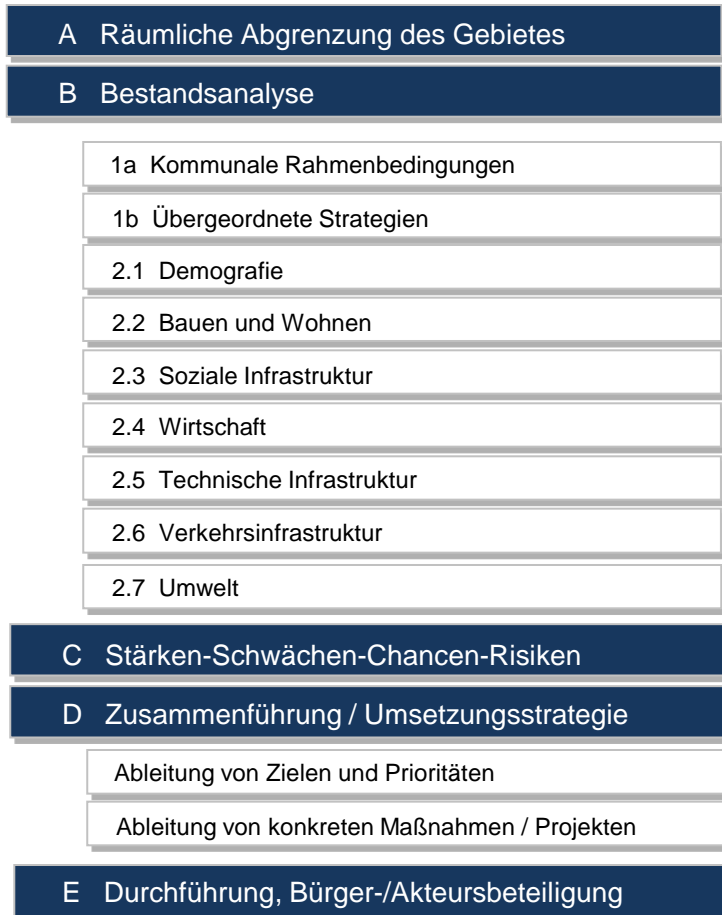 A Räumliche Abgrenzung des Gebietes
B Bestandsanalyse
1a Kommunale Rahmenbedingungen
1b Übergeordnete Strategien
2.1 Demografie
2.2 Bauen und Wohnen
2.3 Soziale Infrastruktur
2.4 Wirtschaft
2.5 Technische Infrastruktur
2.6 Verkehrsinfrastruktur
2.7 Umwelt
C Stärken-Schwächen-Chancen-Risiken
D Zusammenführung / Umsetzungsstrategie
Ableitung von Zielen und Prioritäten
Ableitung von konkreten Maßnahmen / Projekten
E Durchführung, Bürger-/Akteursbeteiligung